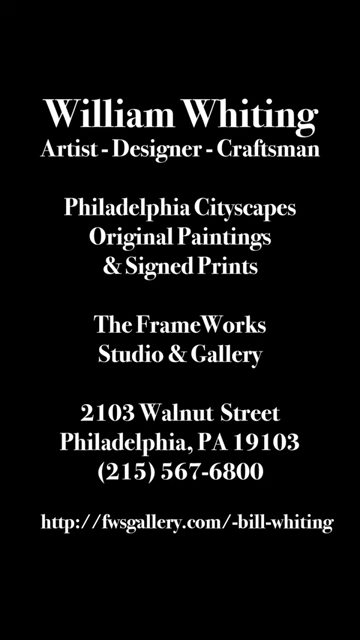 William Whiting
Artist - Designer - Craftsman
Philadelphia Cityscapes
Original Paintings
& Signed Prints
The FrameWorks
Studio & Gallery
2103 Walnut Street
Philadelphia, PA 19103
(215) 567-6800
http://fwsgallery.com/-bill-whiting